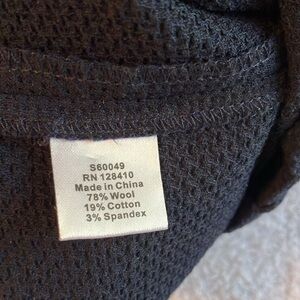 S60049
RN 128410
Made in China
78% Wool
19% Cotton
3% Spandex